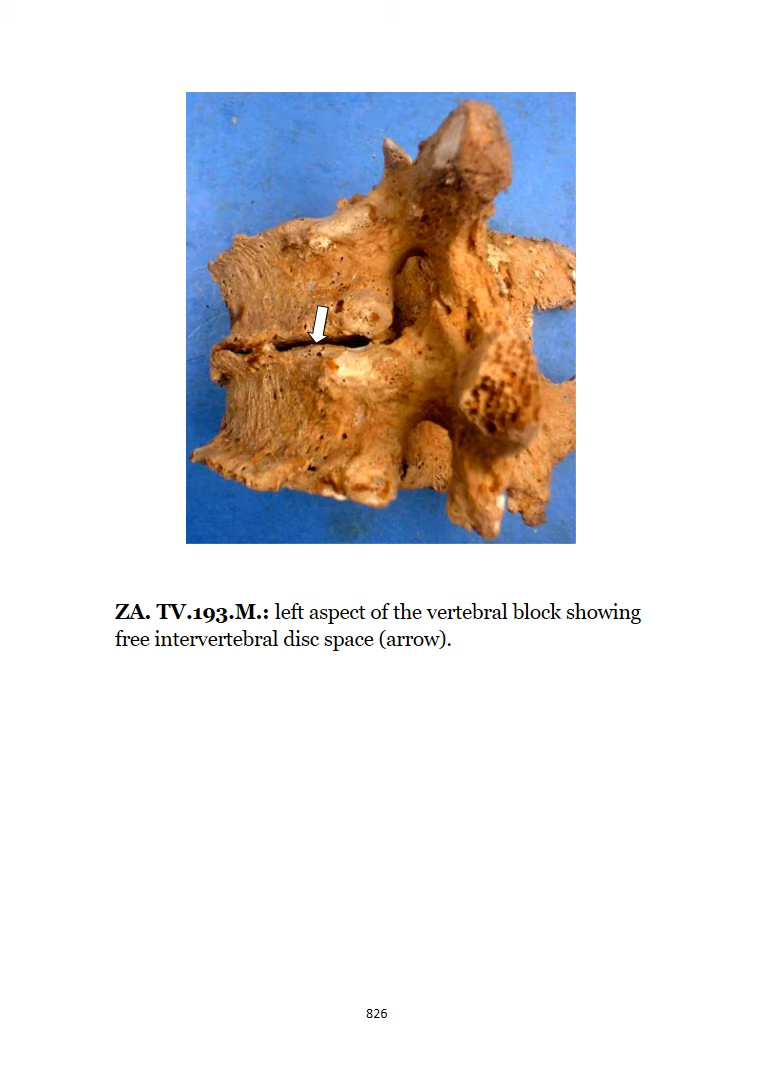 ZA. TV.193.M.: left aspect of the vertebral block showing
free intervertebral disc space (arrow).
826